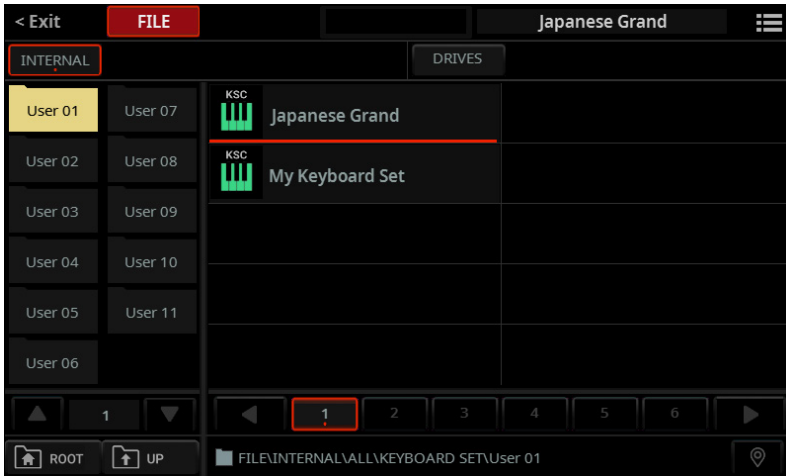 < Exit FILE Japanese Grand
INTERNAL DRIVES
User 01 User 07
User 02 User 08
User 03 User 09
User 04 User 10
User 05 User 11
User 06
KSC
Japanese Grand
KSC
My Keyboard Set
1 1 2 3 4 5 6
ROOT UP FILE\INTERNAL\ALL\KEYBOARD SET\User 01